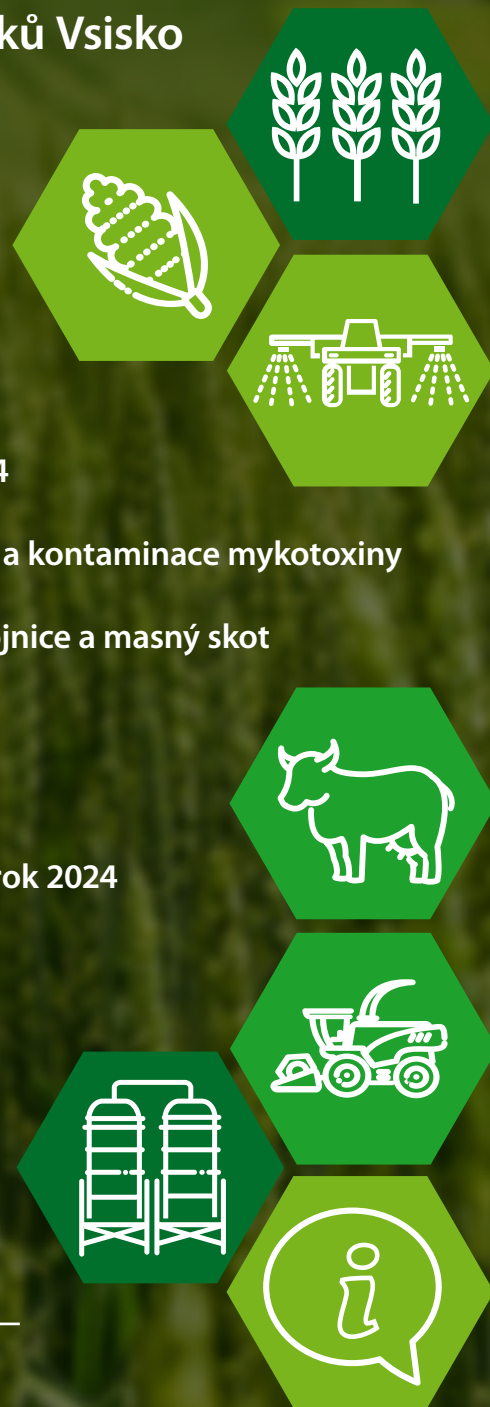 ků Vsisko
4
a kontaminace mykotoxiny
jnice a masný skot
rok 2024